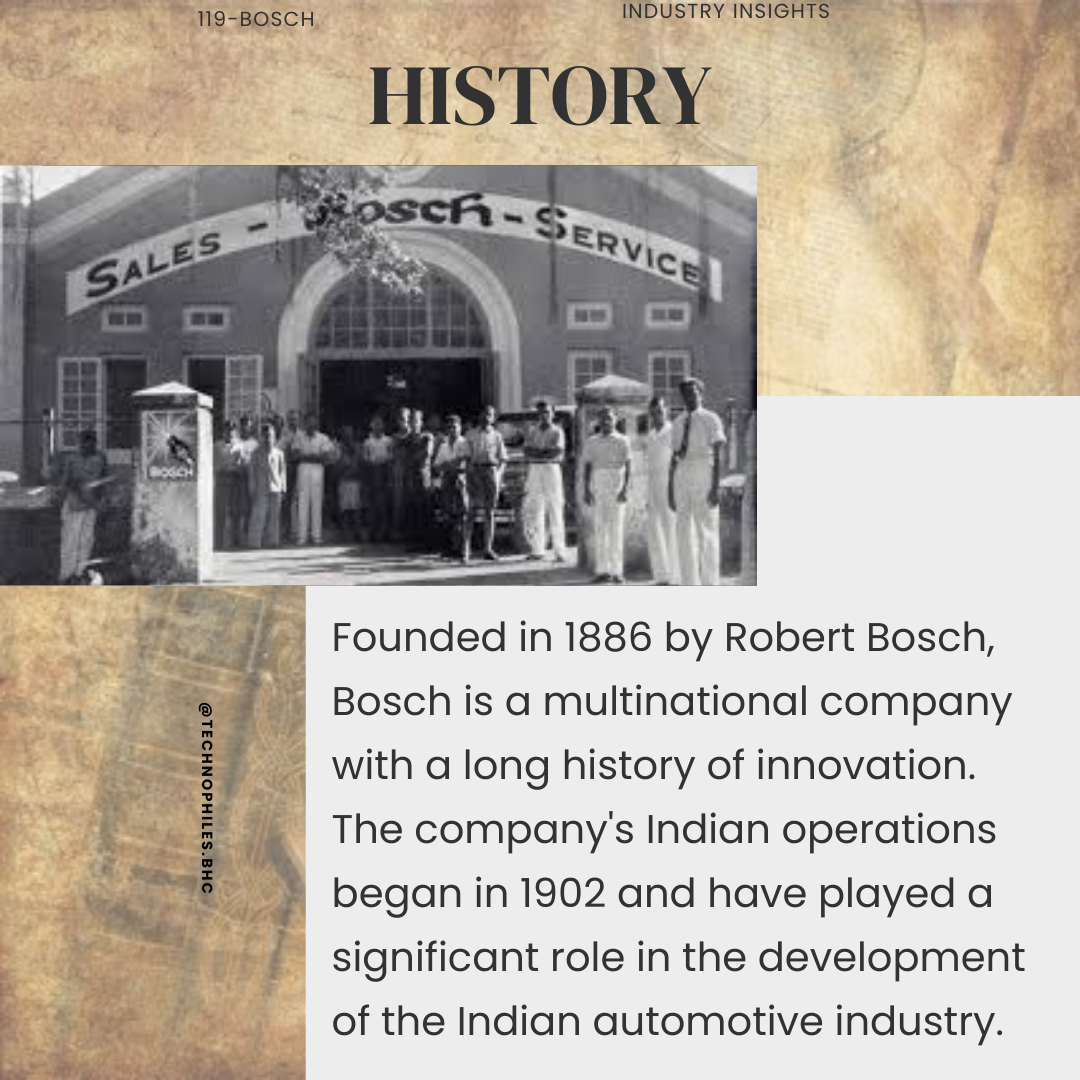 119-BOSCH
INDUSTRY INSIGHTS
HISTORY
SALES - Bosch - SERVICE
BOSCH
Founded in 1886 by Robert Bosch,
Bosch is a multinational company
with a long history of innovation.
The company's Indian operations
began in 1902 and have played a
significant role in the development
of the Indian automotive industry.
@TECHNOPHILES.BHC